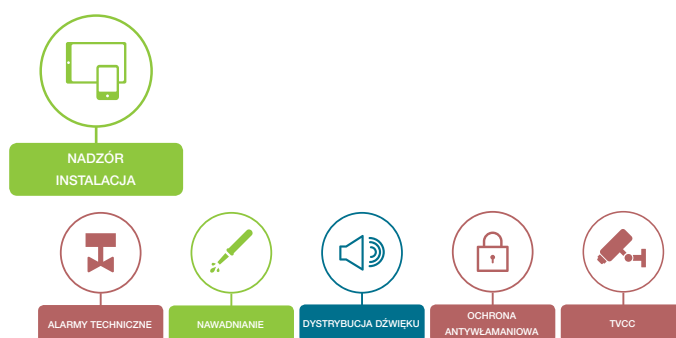 NADZÓR
INSTALACJA
ALARMY TECHNICZNE
NAWADNIANIE
DYSTRYBUCJA DŹWIĘKU
OCHRONA
ANTYWŁAMANIOWA
TVCC